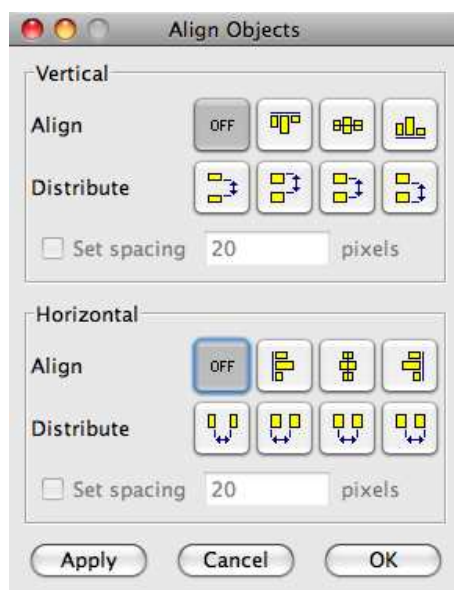 Align Objects
Vertical
Align OFF
Distribute
Set spacing 20 pixels
Horizontal
Align OFF
Distribute
Set spacing 20 pixels
Apply Cancel OK